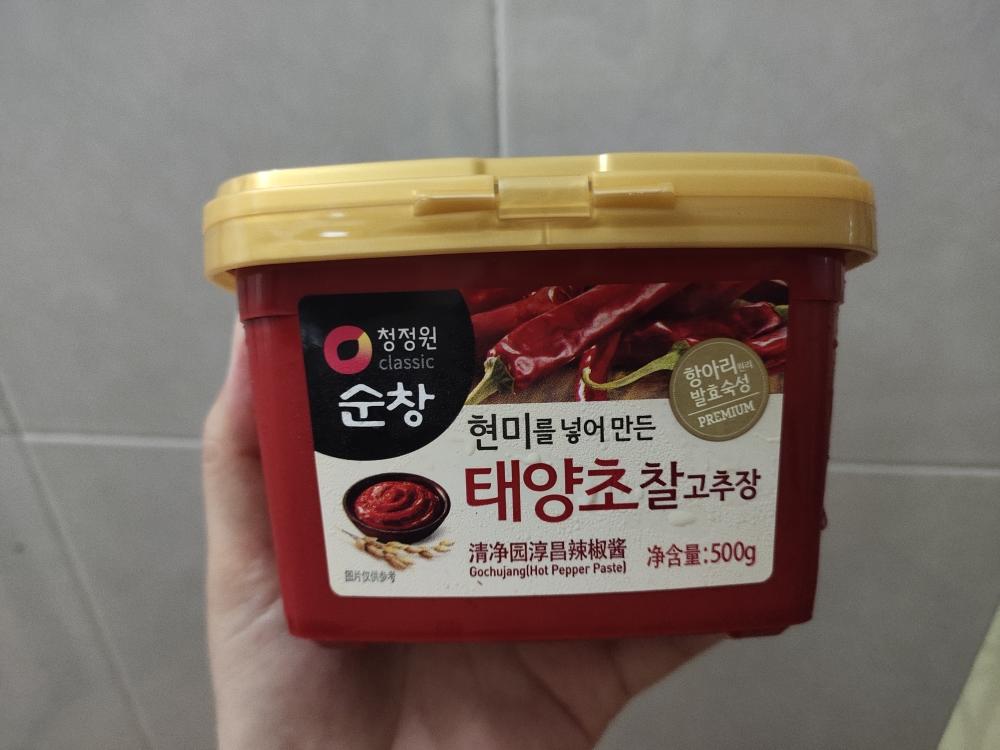 청정원
classic
순창
항아리원리
발효숙성
PREMIUM
현미를 넣어 만든
태양초찰고추장
清净园淳昌辣椒酱
Gochujang(Hot Pepper Paste)
净含量:500g
图片仅供参考